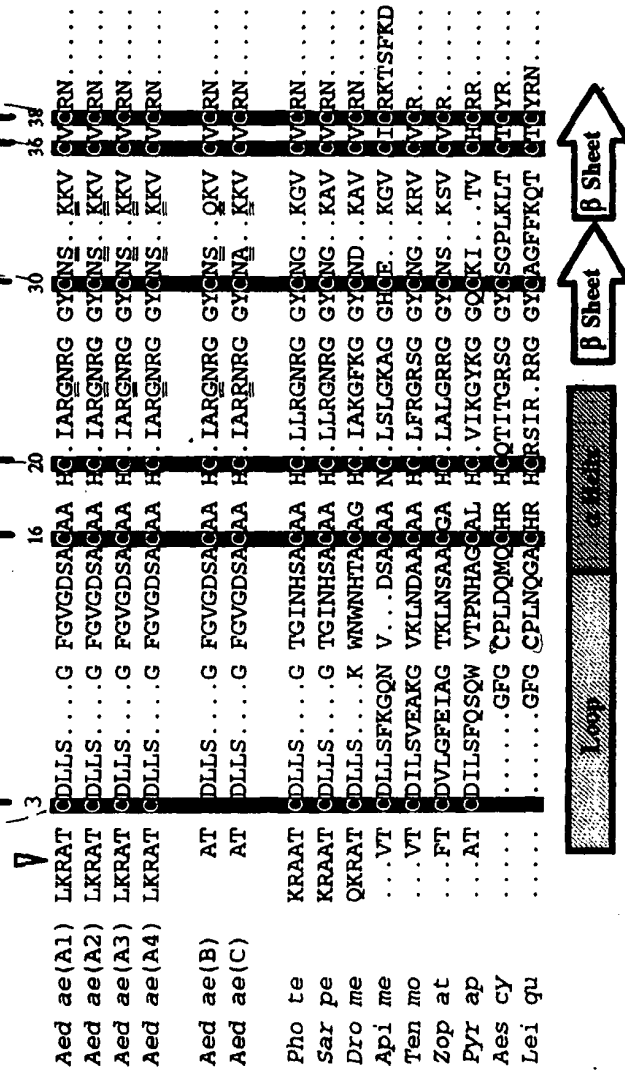 3 16 20 30 36 38
Aed ae(A1) LKRAT CDLLS....G FGVGDSACAA HC.IARGNRG GYCNS..KKV CVCRN.......
Aed ae(A2) LKRAT CDLLS....G FGVGDSACAA HC.IARGNRG GYCNS..KKV CVCRN.......
Aed ae(A3) LKRAT CDLLS....G FGVGDSACAA HC.IARGNRG GYCNS..KKV CVCRN.......
Aed ae(A4) LKRAT CDLLS....G FGVGDSACAA HC.IARGNRG GYCNS..KKV CVCRN.......
Aed ae(B) AT CDLLS....G FGVGDSACAA HC.IARGNRG GYCNS..QKV CVCRN.......
Aed ae(C) AT CDLLS....G FGVGDSACAA HC.IARRNRG GYCNA..KKV CVCRN.......
Pho te KRAAT CDLLS....G TGINHSACAA HC.LLRGNRG GYCNG..KGV CVCRN.......
Sar pe KRAAT CDLLS....G TGINHSACAA HC.LLRGNRG GYCNG..KAV CVCRN.......
Dro me QKRAT CDLLS....K WNWNHTACAG HC.IAKGFKG GYCND..KAV CVCRN.......
Api me ...VT CDLLSFKGQN V...DSACAA NC.LSLGKAG GHCE...KGV CICRKTSFKD
Ten mo ...VT CDILSVEAKG VKLNDAACAA HC.LFRGRSG GYCNG..KRV CVCR.......
Zop at ...FT CDVLGFEIAG TKLNSAACGA HC.LALGRRG GYCNS..KSV CVCR.......
Pyr ap ...AT CDILSFQSQW VTPNHAGCAL HC.VIKGYKG GQCKI...TV CHCRR.......
Aes cy ..... .......GFG CPLDQMQCHR HCQTITGRSG GYCSGPLKLT CTCYR.......
Lei qu ..... .......GFG CPLNQGACHR HCRSIR.RRG GYCAGFFKQT CTCYRN.......
Loop α Helix β Sheet β Sheet